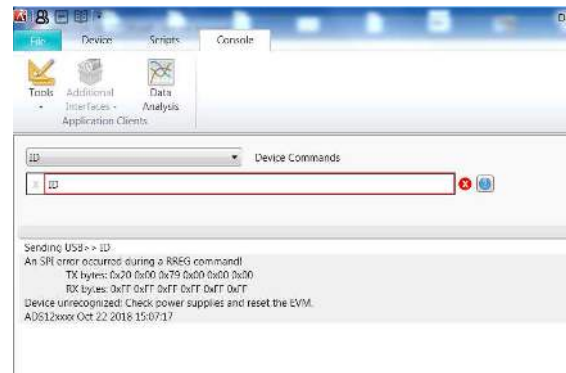 File Device Scripts Console
Tools Additional Data
Interfaces Analysis
Application Clients
ID Device Commands
x ID
Sending USB>> ID
An SPI error occurred during a RREG command!
TX bytes: 0x20 0x00 0x79 0x00 0x00 0x00
RX bytes: 0xFF 0xFF 0xFF 0xFF 0xFF 0xFF
Device unrecognized: Check power supplies and reset the EVM.
ADS12xxxx Oct 22 2018 15:07:17